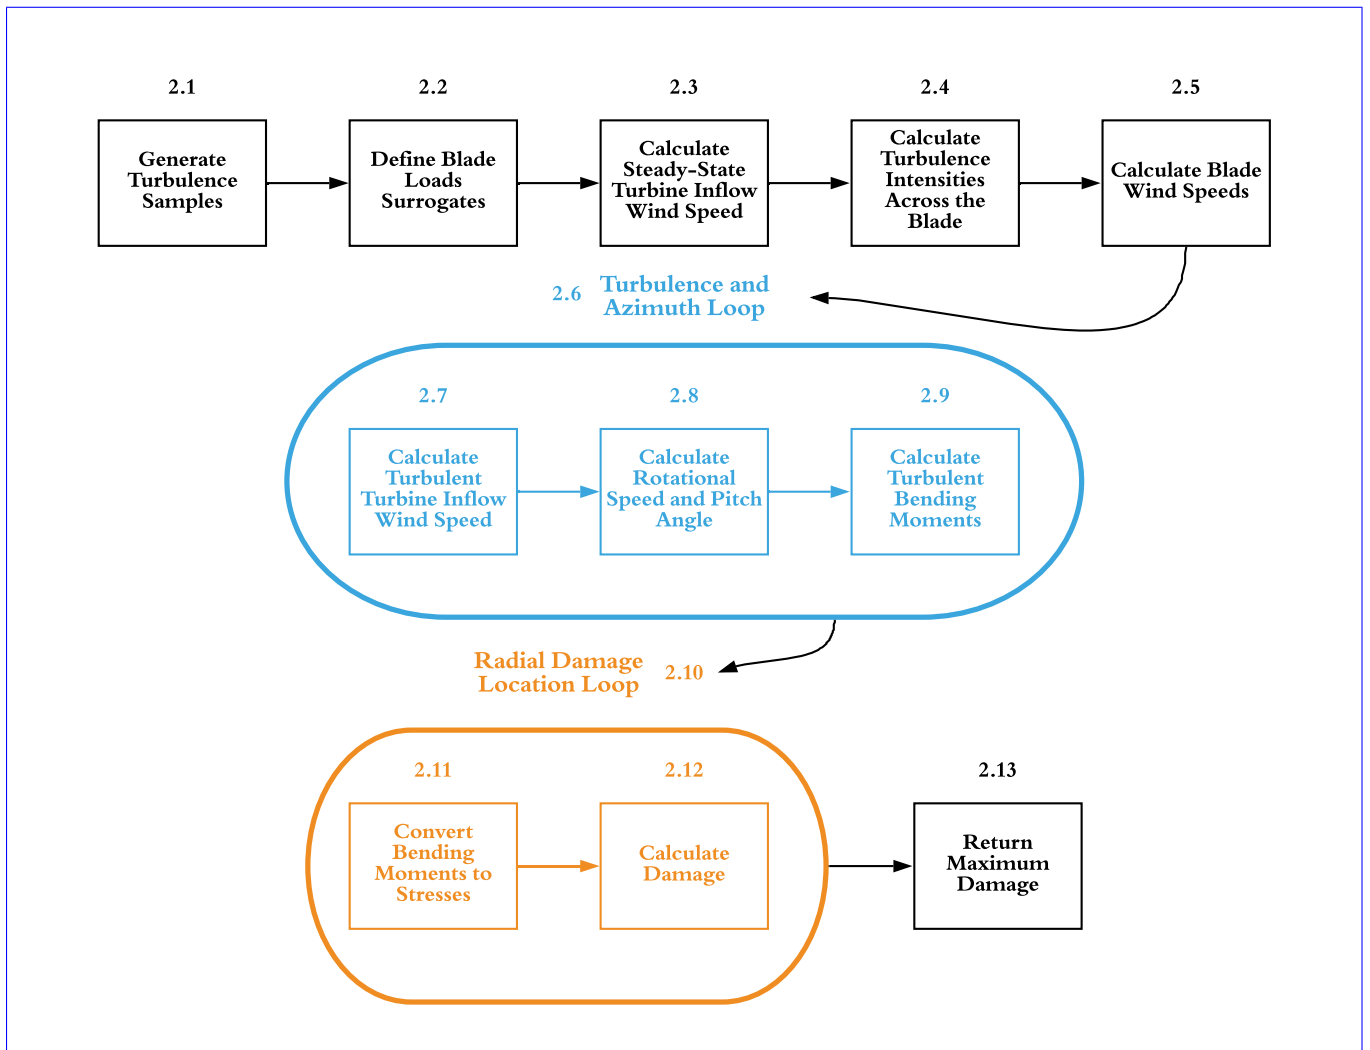 2.1
Generate
Turbulence
Samples
2.2
Define Blade
Loads
Surrogates
2.3
Calculate
Steady-State
Turbine Inflow
Wind Speed
2.4
Calculate
Turbulence
Intensities
Across the
Blade
2.5
Calculate Blade
Wind Speeds
2.6
Turbulence and
Azimuth Loop
2.7
Calculate
Turbulent
Turbine Inflow
Wind Speed
2.8
Calculate
Rotational
Speed and Pitch
Angle
2.9
Calculate
Turbulent
Bending
Moments
Radial Damage
Location Loop
2.10
2.11
Convert
Bending
Moments to
Stresses
2.12
Calculate
Damage
2.13
Return
Maximum
Damage